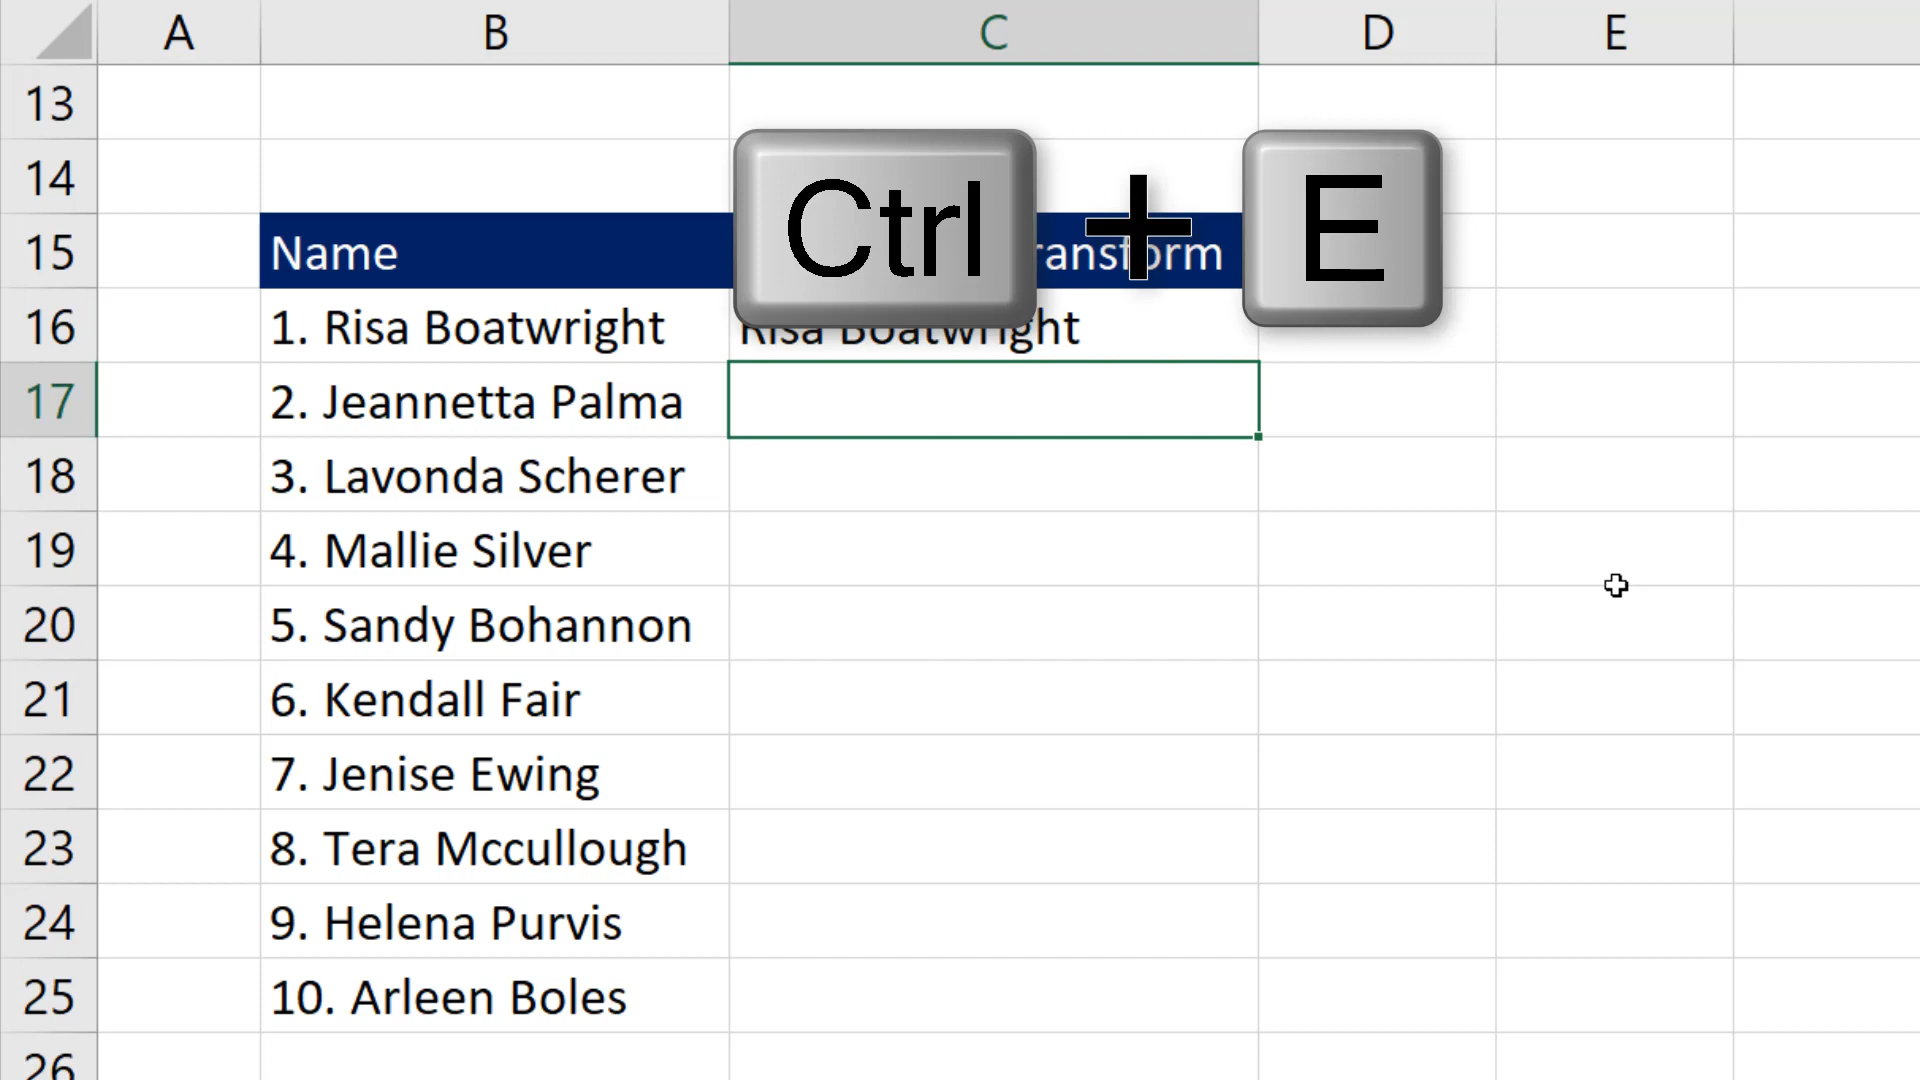 A B C D E
13
14
Ctrl + E
15 Name
16 1. Risa Boatwright Risa Boatwright
17 2. Jeannetta Palma
18 3. Lavonda Scherer
19 4. Mallie Silver
20 5. Sandy Bohannon
21 6. Kendall Fair
22 7. Jenise Ewing
23 8. Tera Mccullough
24 9. Helena Purvis
25 10. Arleen Boles
26